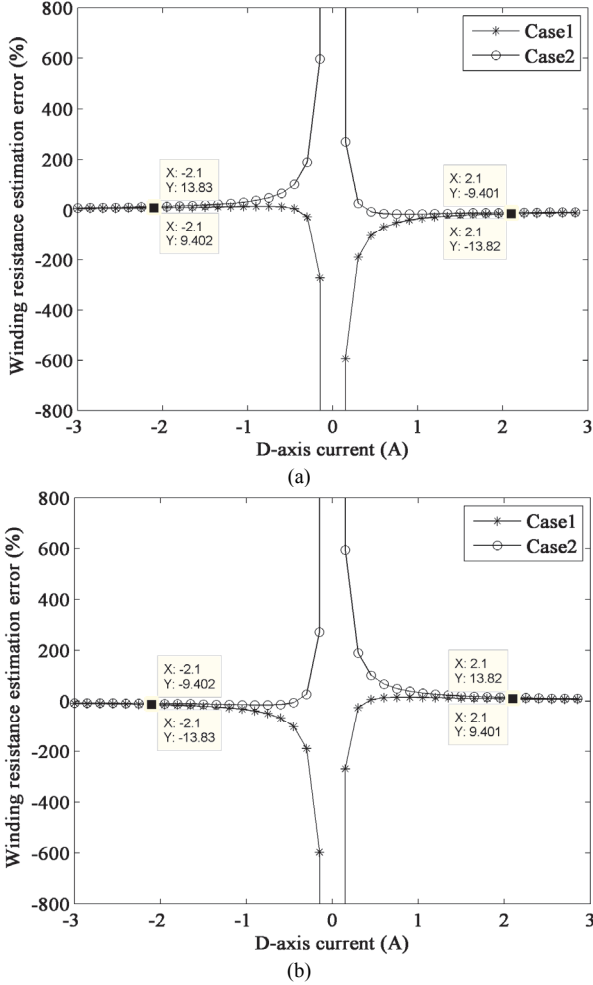 800
600
400
200
0
-200
-400
-600
-800
Winding resistance estimation error (%)
Case1
Case2
X: -2.1
Y: 13.83
X: -2.1
Y: 9.402
X: 2.1
Y: -9.401
X: 2.1
Y: -13.82
-3 -2 -1 0 1 2 3
D-axis current (A)
(a)
800
600
400
200
0
-200
-400
-600
-800
Winding resistance estimation error (%)
Case1
Case2
X: -2.1
Y: -9.402
X: -2.1
Y: -13.83
X: 2.1
Y: 13.82
X: 2.1
Y: 9.401
-3 -2 -1 0 1 2 3
D-axis current (A)
(b)